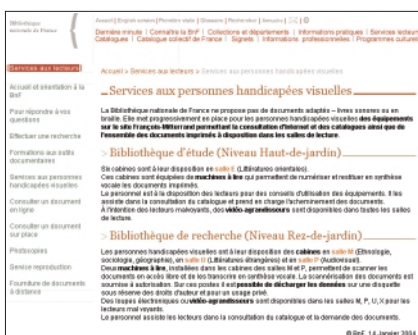 Bibliothèque
nationale de France
Accueil | English version | Première visite | Glossaire | Rechercher | Annuaire |
Dernière minute | Connaître la BnF | Collections et départements | Informations pratiques | Services lecteurs
Catalogues | Catalogue collectif de France | Signets | Informations professionnelles | Programmes culturels
Services aux lecteurs
Accueil > Services aux lecteurs > Services aux personnes handicapées visuelles
Accueil et orientation à la
BnF
Pour répondre à vos
questions
Effectuer une recherche
Formations aux outils
documentaires
Services aux personnes
handicapées visuelles
Consulter un document
en ligne
Consulter un document
sur place
Photocopies
Service reproduction
Fourniture de documents
à distance
Services aux personnes handicapées visuelles
La Bibliothèque nationale de France ne propose pas de documents adaptés – livres sonores ou en
braille. Elle met progressivement en place pour les personnes handicapées visuelles des équipements
sur le site François-Mitterrand permettant la consultation d'Internet et des catalogues ainsi que de
l'ensemble des documents imprimés à disposition dans les salles de lecture.
> Bibliothèque d'étude (Niveau Haut-de-jardin)
Six cabines sont à leur disposition en salle E (Littératures orientales).
Ces cabines sont équipées de machines à lire qui permettent de numériser et restituer en synthèse
vocale les documents imprimés.
Le personnel est à la disposition des lecteurs pour des conseils d'utilisation des équipements. Il les
assiste dans la consultation du catalogue et prend en charge l'acheminement des documents.
A l'intention des lecteurs malvoyants, des vidéo-agrandisseurs sont disponibles dans toutes les salles
de lecture.
> Bibliothèque de recherche (Niveau Rez-de-jardin)
Les personnes handicapées visuelles ont à leur disposition des cabines en salle M (Ethnologie,
sociologie, géographie), en salle U (Littératures étrangères) et en salle P (Audiovisuel).
Deux machines à lire, installées dans les cabines des salles M et P, permettent de scanner les
documents en accès libre et de les transcrire en synthèse vocale. La scannérisation des documents est
soumise à autorisation. Sur ces postes il est possible de décharger les données sur une disquette
sous réserve des droits d'auteur et pour un usage privé.
Des loupes électroniques ou vidéo-agrandisseurs sont disponibles dans les salles M, P, U, X pour les
lecteurs mal voyants.
Le personnel assiste les lecteurs dans la consultation du catalogue et la demande des documents.
© BnF, 14 Janvier 2004